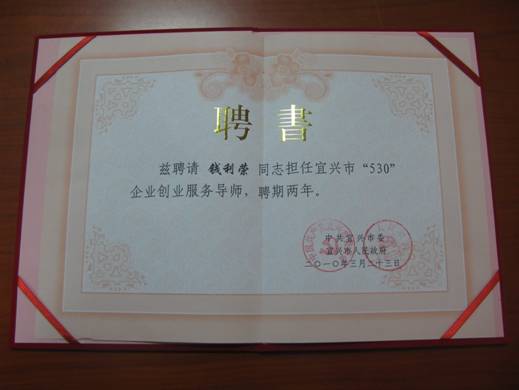 聘書
兹聘请 钱利荣 同志担任宜兴市“530”
企业创业服务导师，聘期两年。
中共宜兴市委
宜兴市人民政府
二〇一〇年三月二十三日